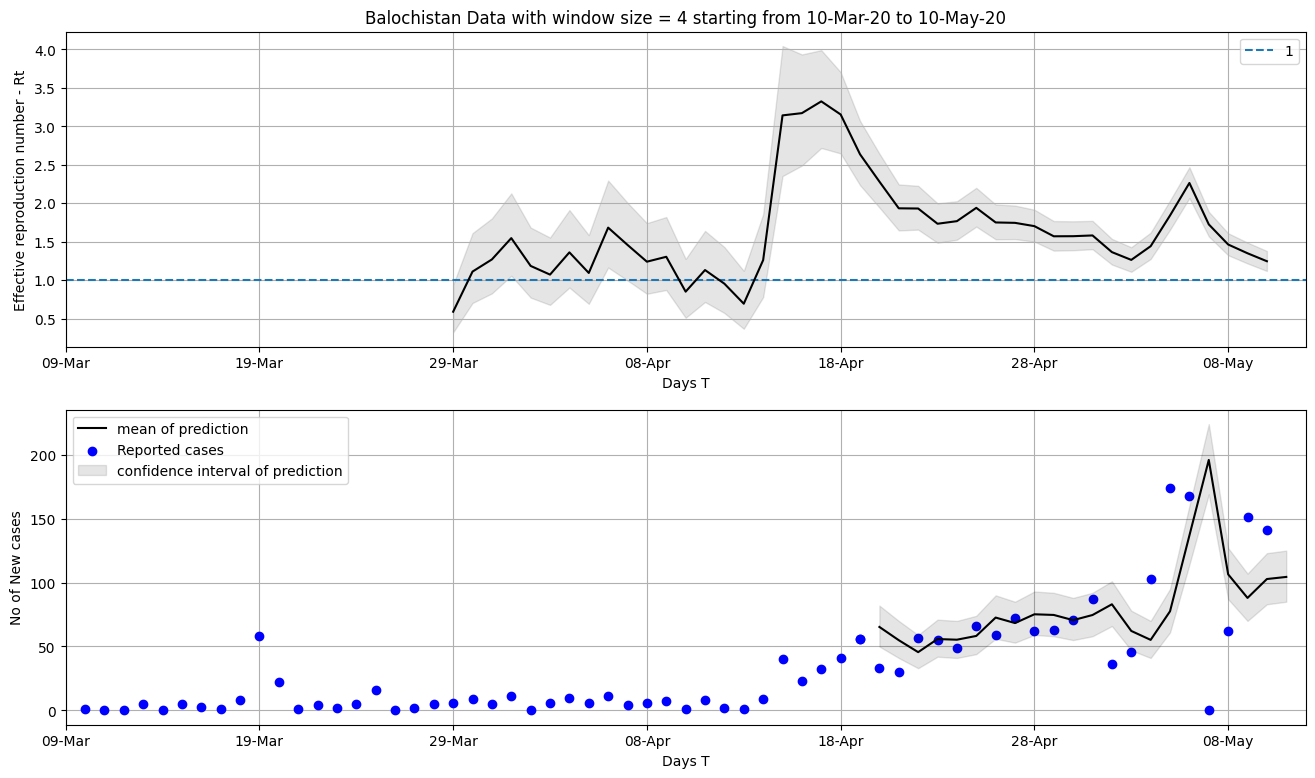 Balochistan Data with window size = 4 starting from 10-Mar-20 to 10-May-20
Effective reproduction number - Rt
4.0
3.5
3.0
2.5
2.0
1.5
1.0
0.5
1
09-Mar
19-Mar
29-Mar
08-Apr
18-Apr
28-Apr
08-May
Days T
No of New cases
200
150
100
50
0
mean of prediction
Reported cases
confidence interval of prediction
09-Mar
19-Mar
29-Mar
08-Apr
18-Apr
28-Apr
08-May
Days T